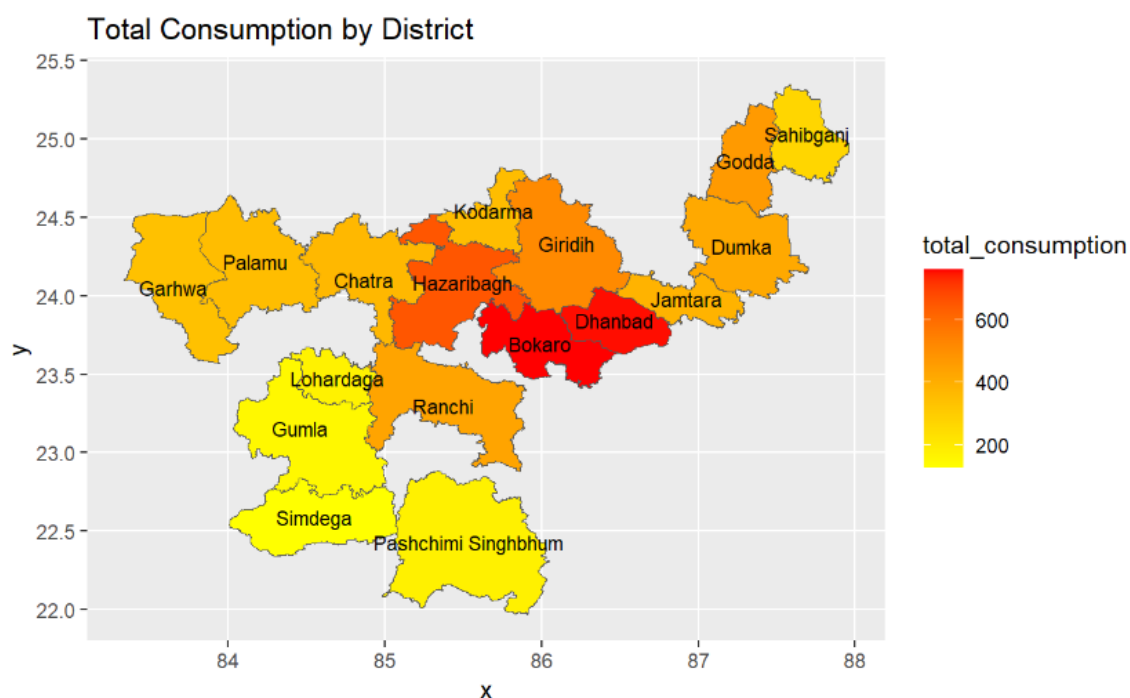 Total Consumption by District
25.5
25.0
24.5
24.0
23.5
23.0
22.5
22.0
y
84
85
86
87
88
x
Sahibganj
Godda
Kodarma
Giridih
Dumka
Palamu
Garhwa
Chatra
Hazaribagh
Jamtara
Dhanbad
Bokaro
Lohardaga
Ranchi
Gumla
Simdega
Pashchimi Singhbhum
total_consumption
600
400
200